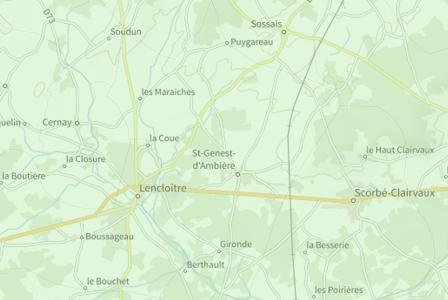 D73
Sossais
Soudun
Puygareau
les Maraiches
Cernay
la Coue
le Haut Clairvaux
St-Genest-
d'Ambière
la Closure
la Boutière
Lencloître
Scorbé-Clairvaux
Boussageau
Gironde
la Besserie
Berthault
le Bouchet
les Poirières